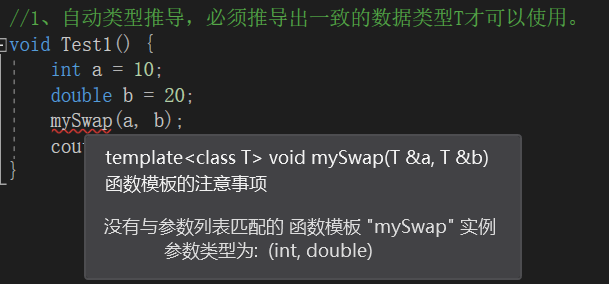 //1、自动类型推导，必须推导出一致的数据类型T才可以使用。
void Test1() {
int a = 10;
double b = 20;
mySwap(a, b);
cou
template<class T> void mySwap(T &a, T &b)
函数模板的注意事项
没有与参数列表匹配的 函数模板 "mySwap" 实例
参数类型为: (int, double)
}